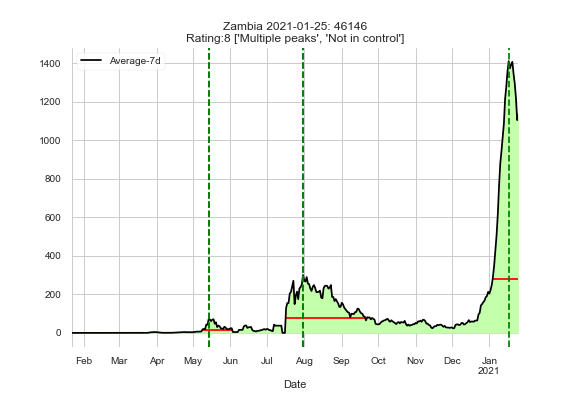 Zambia 2021-01-25: 46146
Rating:8 ['Multiple peaks', 'Not in control']
Average-7d
1400
1200
1000
800
600
400
200
0
Feb Mar Apr May Jun Jul Aug Sep Oct Nov Dec Jan
2021
Date